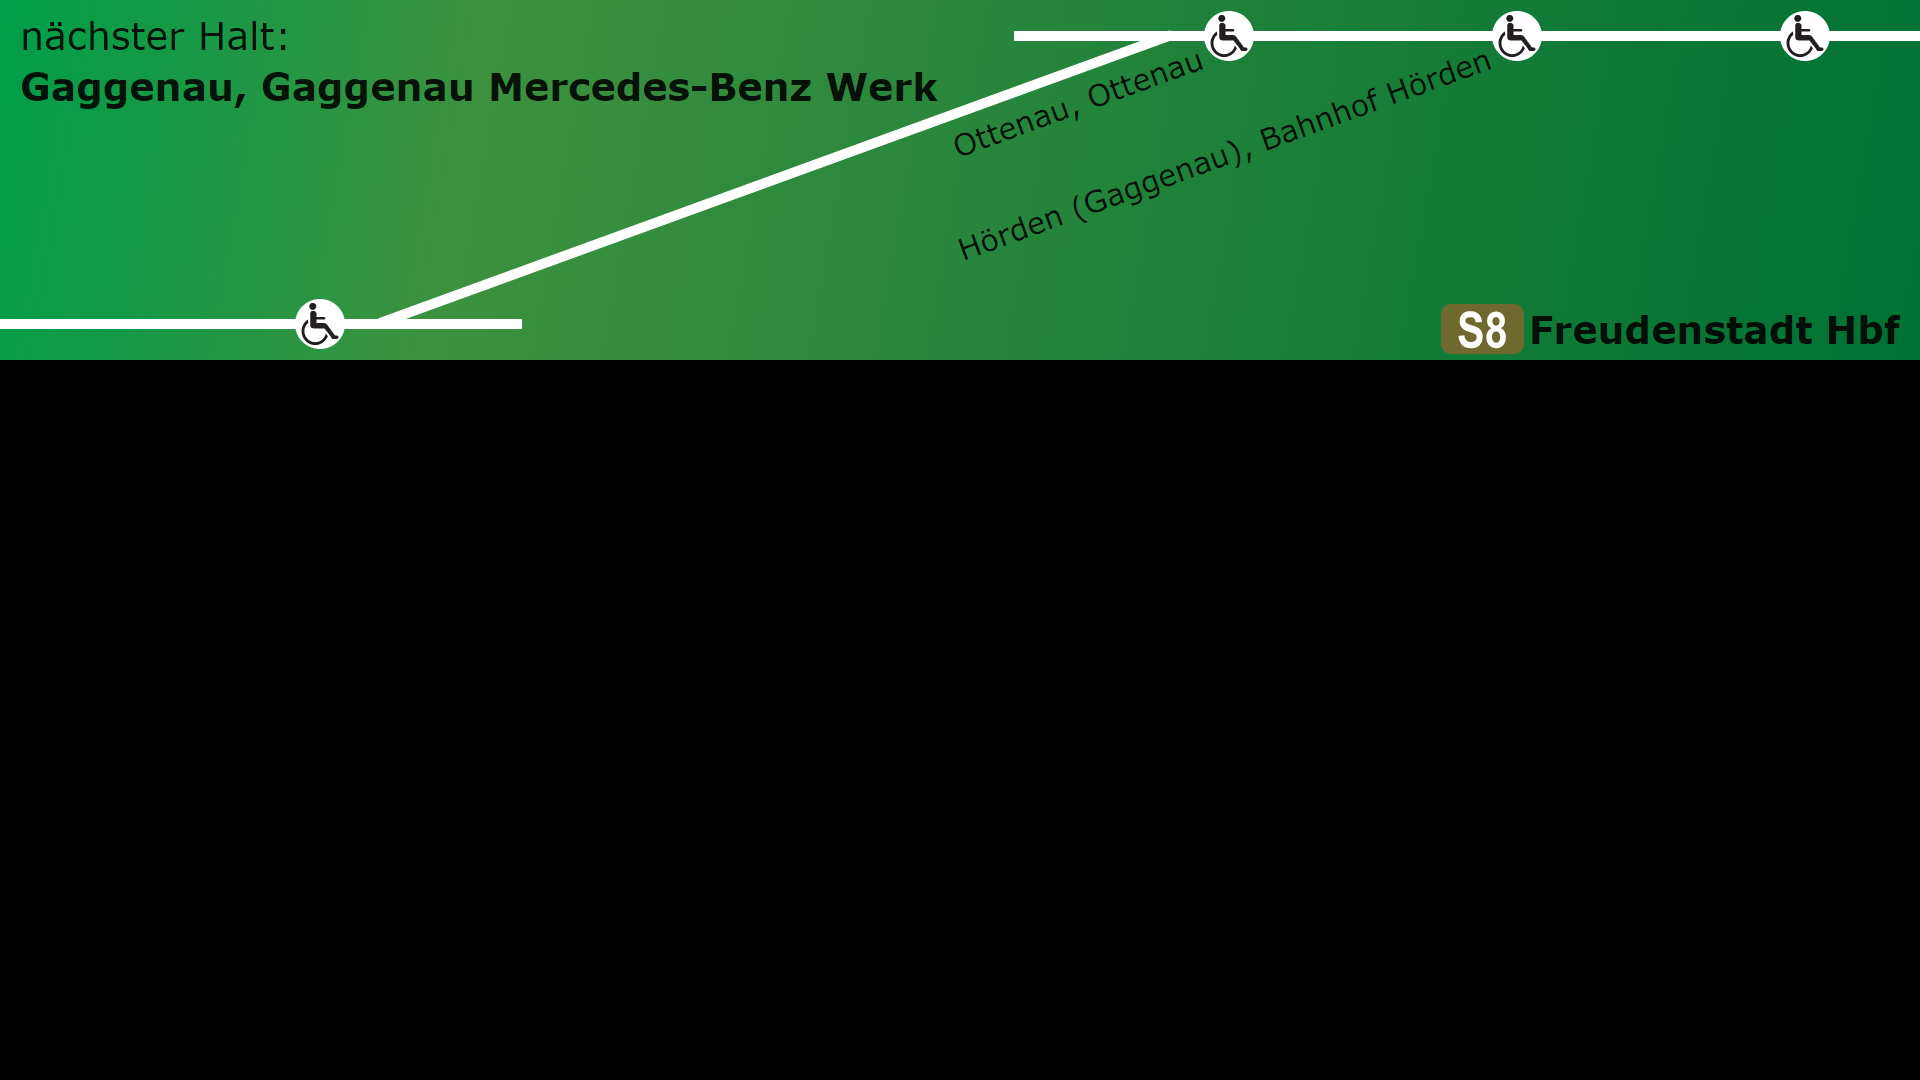 nächster Halt:
Gaggenau, Gaggenau Mercedes-Benz Werk
Ottenau, Ottenau
Hörden (Gaggenau), Bahnhof Hörden
S8 Freudenstadt Hbf